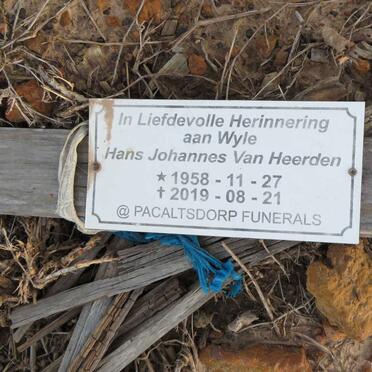 In Liefdevolle Herinnering
aan Wyle
Hans Johannes Van Heerden
★ 1958 - 11 - 27
✝ 2019 - 08 - 21
@ PACALTSDORP FUNERALS